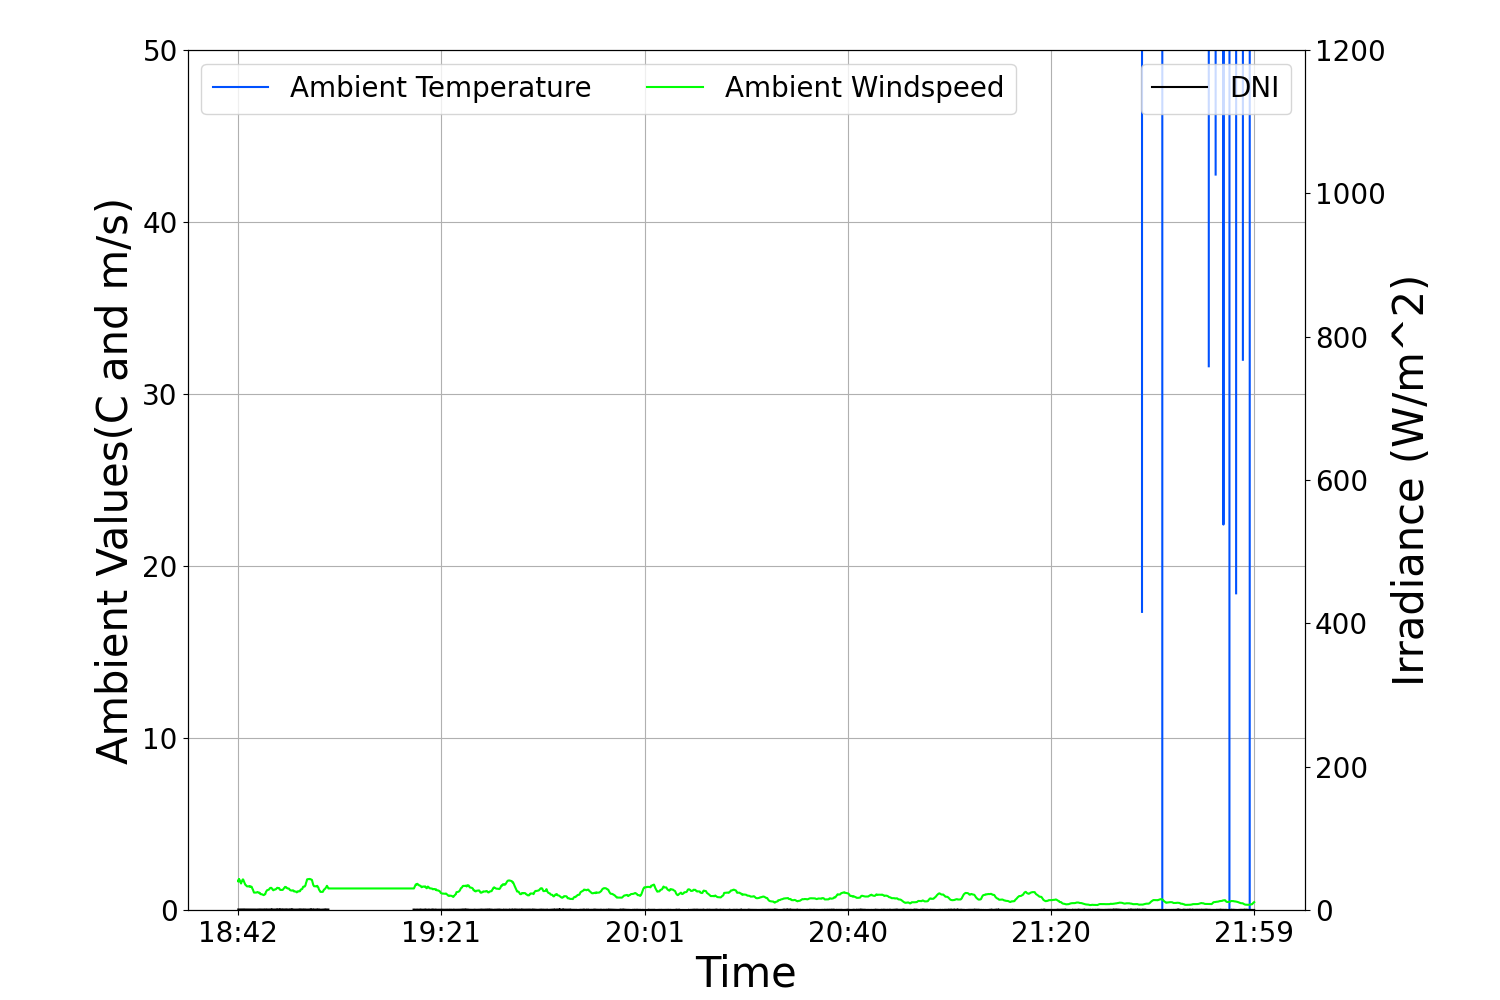 Ambient Temperature
Ambient Windspeed
DNI
Ambient Values(C and m/s)
50
40
30
20
10
0
1200
1000
800
600
400
200
0
Irradiance (W/m^2)
18:42 19:21 20:01 20:40 21:20 21:59
Time